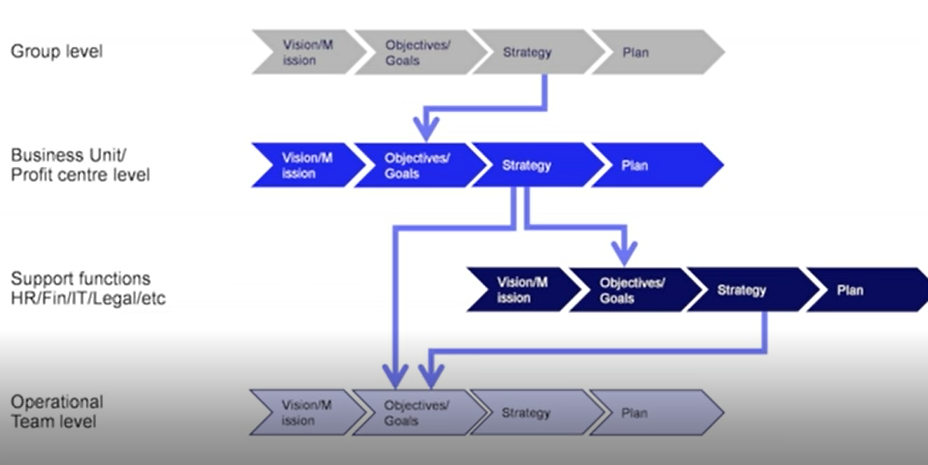 Group level
Vision/M
ission
Objectives/
Goals
Strategy
Plan
Business Unit/
Profit centre level
Vision/M
ission
Objectives/
Goals
Strategy
Plan
Support functions
HR/Fin/IT/Legal/etc
Vision/M
ission
Objectives/
Goals
Strategy
Plan
Operational
Team level
Vision/M
ission
Objectives/
Goals
Strategy
Plan